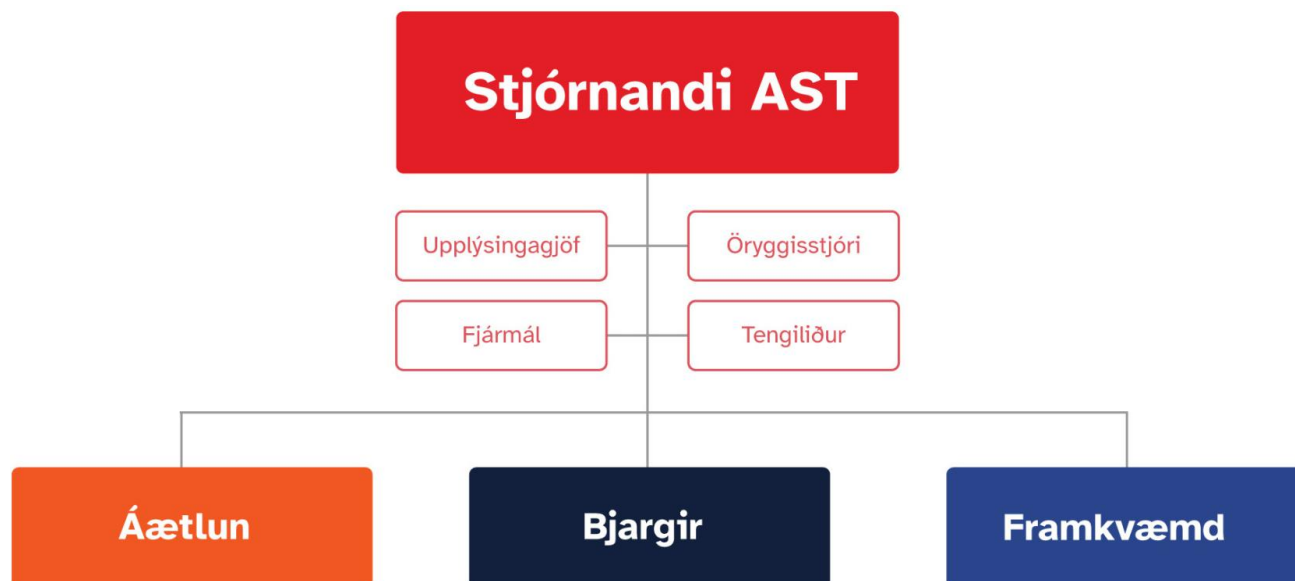 Stjórnandi AST
Upplýsingagjöf
Öryggisstjóri
Fjármál
Tengiliður
Áætlun
Bjargir
Framkvæmd